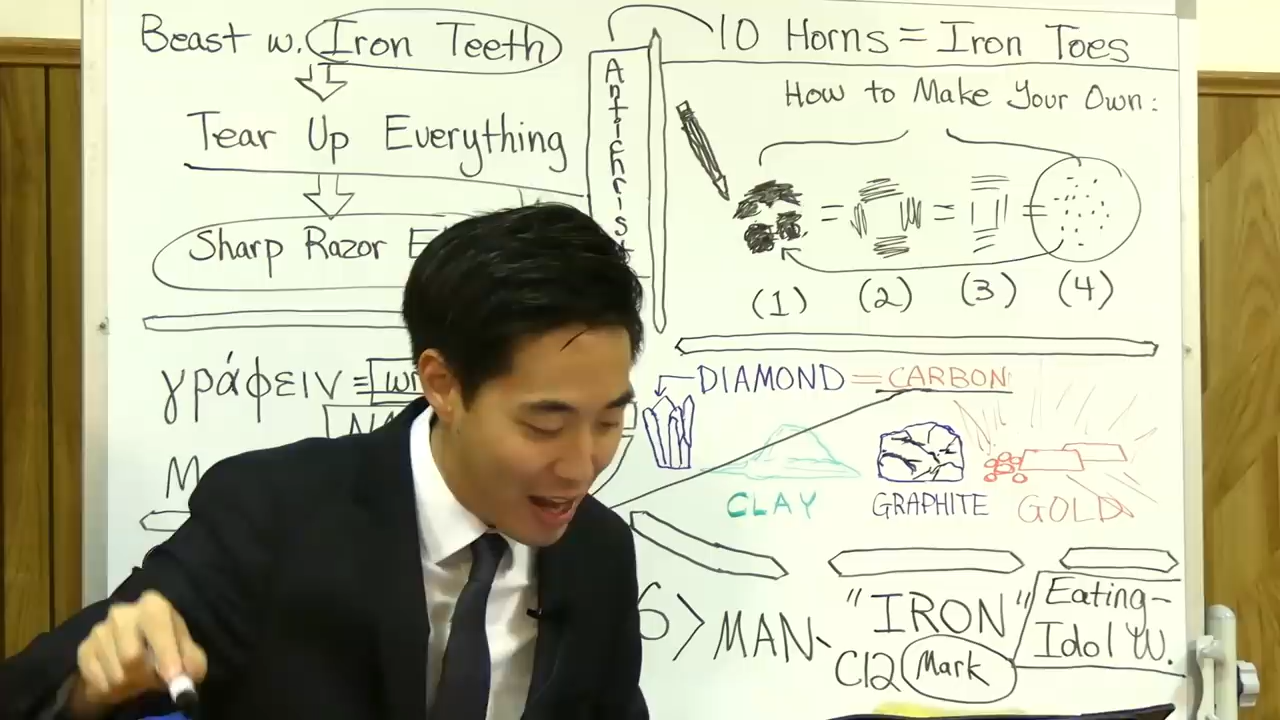 Beast w. Iron Teeth
Tear Up Everything
Sharp Razor
γράφειν =
M
Antichrist
10 Horns = Iron Toes
How to Make Your Own:
= = =
(1) (2) (3) (4)
DIAMOND = CARBON
CLAY GRAPHITE GOLD
6 > MAN
"IRON"
C12 Mark
Eating-
Idol W.